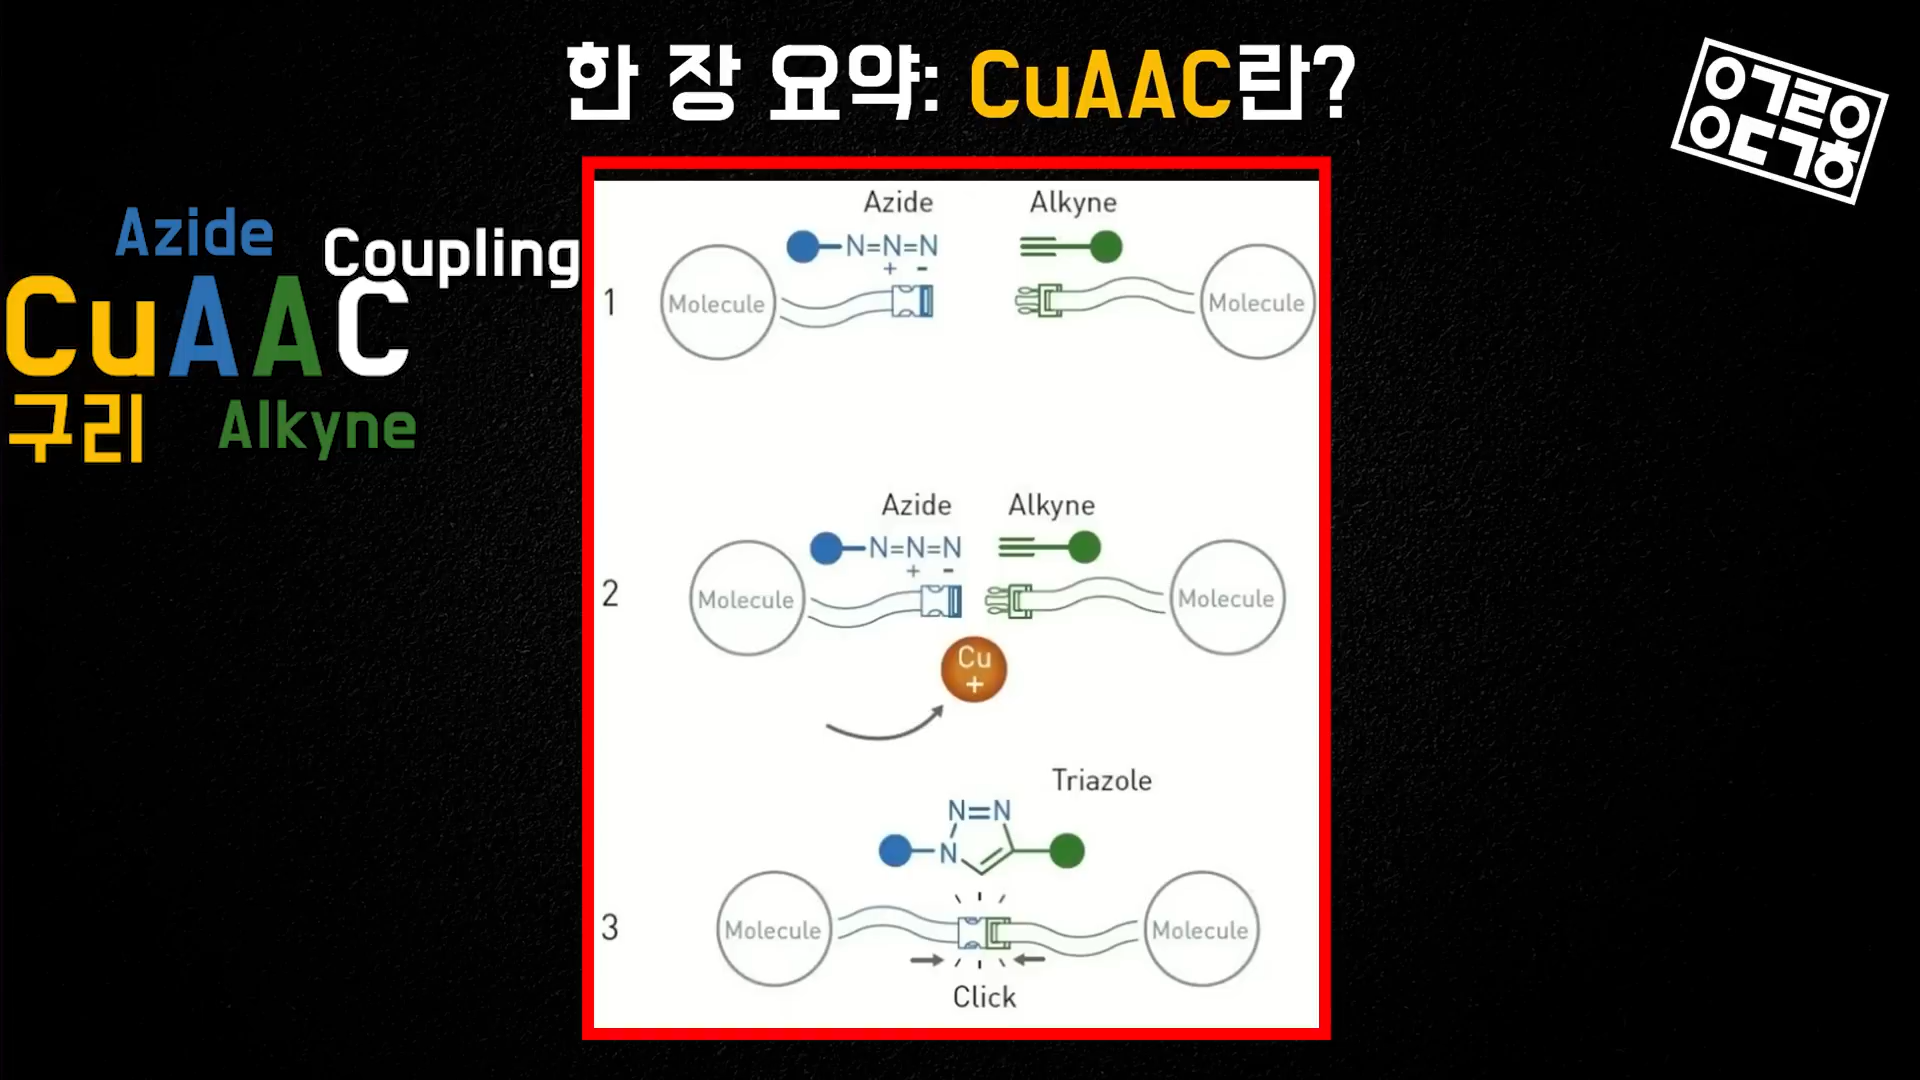 한 장 요약: CuAAC란?
Azide
Coupling
CuAAC
구리
Alkyne
Azide
Alkyne
N=N=N
+ -
1
Molecule
Molecule
Azide
Alkyne
N=N=N
+ -
2
Molecule
Molecule
Cu
+
Triazole
N=N
N
3
Molecule
Molecule
Click